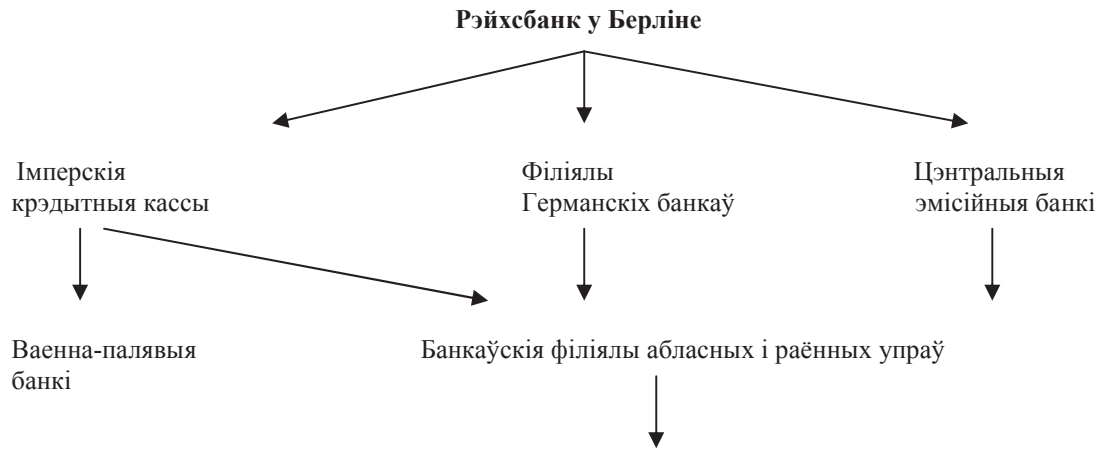 Рэйхсбанк у Берліне
Імперскія
крэдытныя кассы
Філіялы
Германскіх банкаў
Цэнтральныя
эмісійныя банкі
Ваенна-палявыя
банкі
Банкаўскія філіялы абласных і раённых упраў